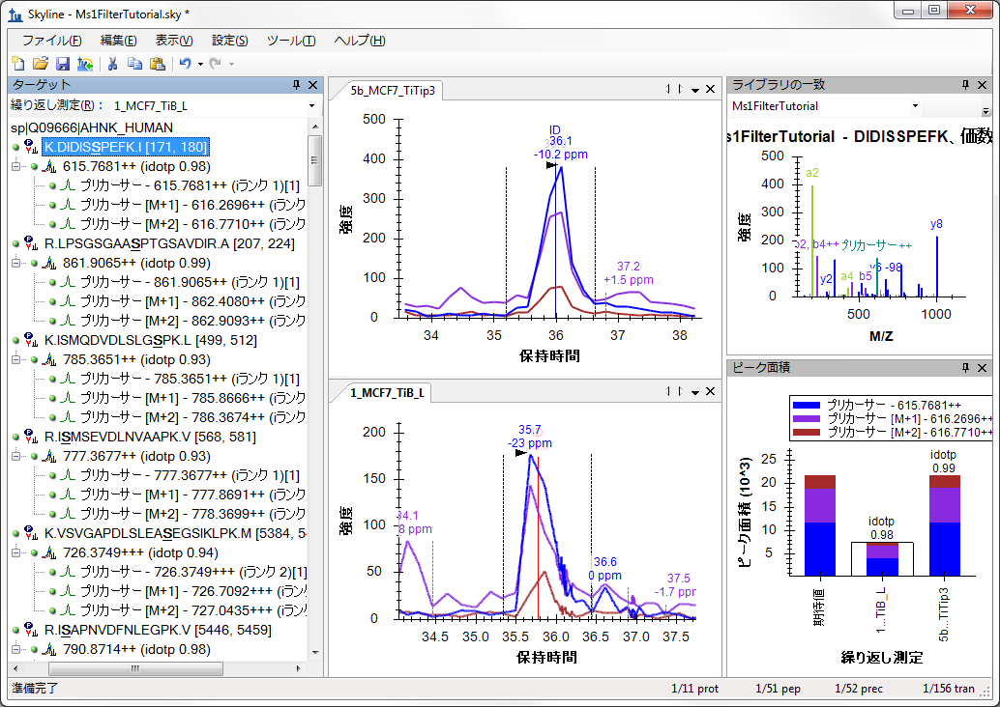 Skyline - Ms1FilterTutorial.sky *
ファイル(F) 編集(E) 表示(V) 設定(S) ツール(T) ヘルプ(H)
ターゲット
繰り返し測定(R)： 1_MCF7_TiB_L
sp|Q09666|AHNK_HUMAN
K.DIDISSPEFK.I [171, 180]
615.7681++ (idotp 0.98)
プリカーサー - 615.7681++ (iランク 1)[1]
プリカーサー [M+1] - 616.2696++ (iランク
プリカーサー [M+2] - 616.7710++ (iランク
R.LPSGSGAASPTGSAVDIR.A [207, 224]
861.9065++ (idotp 0.99)
プリカーサー - 861.9065++ (iランク 1)[1]
プリカーサー [M+1] - 862.4080++ (iランク
プリカーサー [M+2] - 862.9093++ (iランク
K.ISMQDVDLSLGSPK.L [499, 512]
785.3651++ (idotp 0.93)
プリカーサー - 785.3651++ (iランク 1)[1]
プリカーサー [M+1] - 785.8666++ (iランク
プリカーサー [M+2] - 786.3674++ (iランク
R.ISMSEVDLNVAAPK.V [568, 581]
777.3677++ (idotp 0.93)
プリカーサー - 777.3677++ (iランク 1)[1]
プリカーサー [M+1] - 777.8691++ (iランク
プリカーサー [M+2] - 778.3699++ (iランク
K.VSVGAPDLSLEASEGSIKLPK.M [5384, 54
726.3749+++ (idotp 0.94)
プリカーサー - 726.3749+++ (iランク 2)[1]
プリカーサー [M+1] - 726.7092+++ (iラン
プリカーサー [M+2] - 727.0435+++ (iラン
R.ISAPNVDFNLEGPK.V [5446, 5459]
790.8714++ (idotp 0.98)
5b_MCF7_TiTip3
500
400
300
200
100
0
強度
ID
36.1
-10.2 ppm
37.2
+1.5 ppm
34 35 36 37 38
保持時間
1_MCF7_TiB_L
200
150
100
50
0
強度
35.7
-23 ppm
34.1
8 ppm
36.6
0 ppm
37.5
-1.7 ppm
34.5 35.0 35.5 36.0 36.5 37.0 37.5
保持時間
ライブラリの一致
Ms1FilterTutorial
s1FilterTutorial - DIDISSPEFK、価数
500
400
300
200
100
0
強度
a2
b2, b4++ プリカーサー ++
y8
y2
a4 b5
y6 -98
500 1000
M/Z
ピーク面積
プリカーサー - 615.7681++
プリカーサー [M+1] - 616.2696++
プリカーサー [M+2] - 616.7710++
25
20
15
10
5
ピーク面積 (10^3)
idotp
0.98
idotp
0.99
期待値
1...TiB_L
5b...TiTip3
繰り返し測定
準備完了
1/11 prot 1/51 pep 1/52 prec 1/156 tran